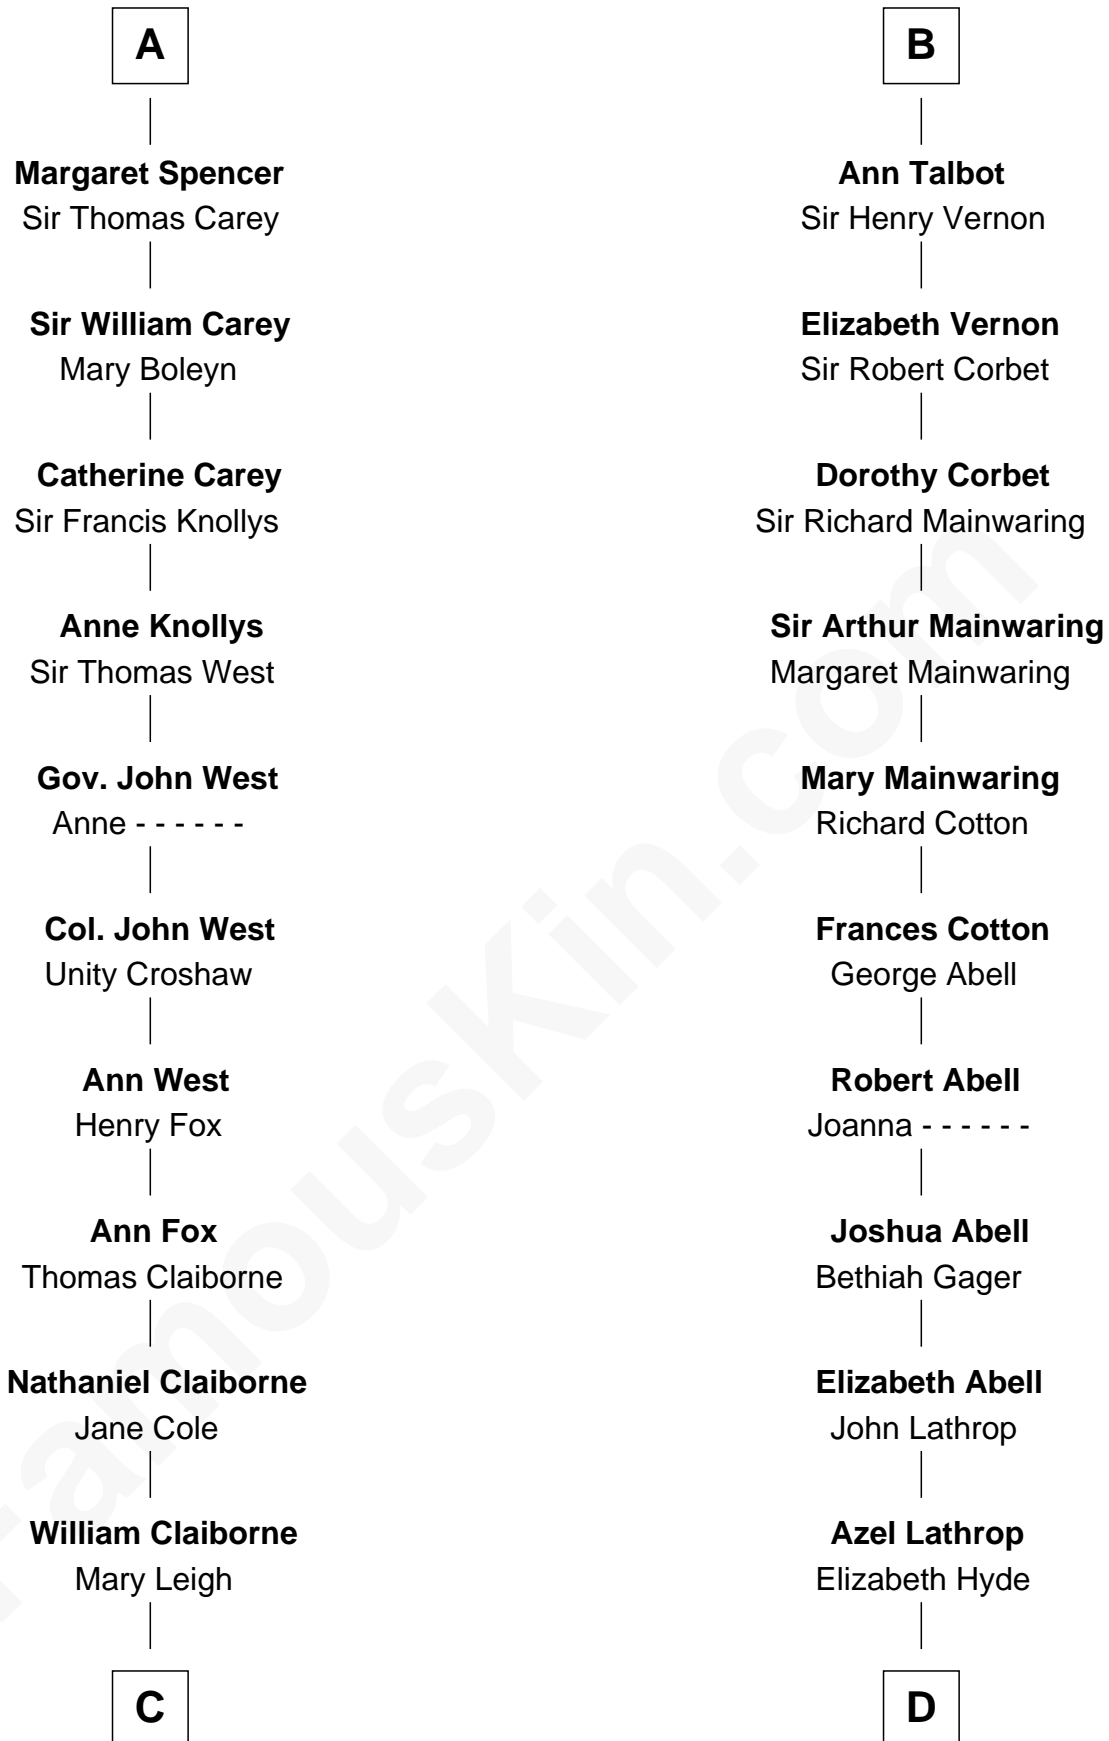 A
Margaret Spencer
Sir Thomas Carey
Sir William Carey
Mary Boleyn
Catherine Carey
Sir Francis Knollys
Anne Knollys
Sir Thomas West
Gov. John West
Anne - - - - - -
Col. John West
Unity Croshaw
Ann West
Henry Fox
Ann Fox
Thomas Claiborne
Nathaniel Claiborne
Jane Cole
William Claiborne
Mary Leigh
C
B
Ann Talbot
Sir Henry Vernon
Elizabeth Vernon
Sir Robert Corbet
Dorothy Corbet
Sir Richard Mainwaring
Sir Arthur Mainwaring
Margaret Mainwaring
Mary Mainwaring
Richard Cotton
Frances Cotton
George Abell
Robert Abell
Joanna - - - - - -
Joshua Abell
Bethiah Gager
Elizabeth Abell
John Lathrop
Azel Lathrop
Elizabeth Hyde
D
FamousKin.com